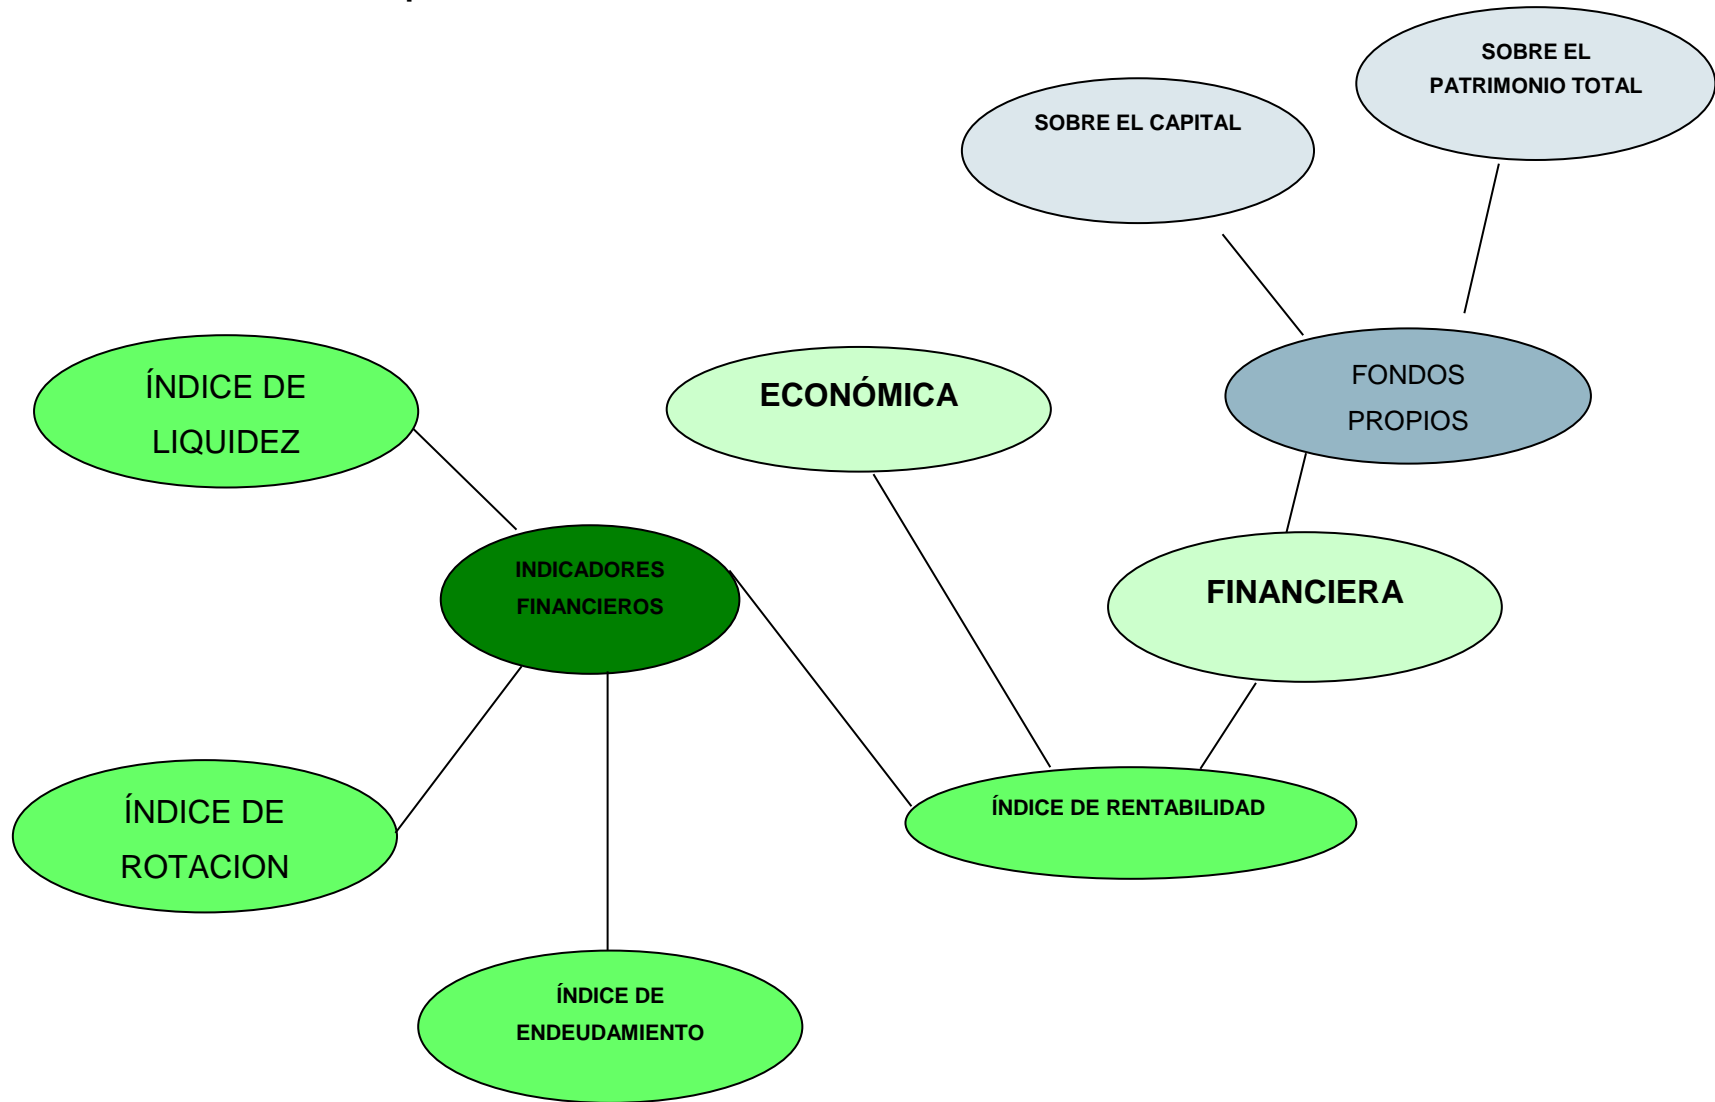 SOBRE EL
PATRIMONIO TOTAL
SOBRE EL CAPITAL
FONDOS
PROPIOS
ÍNDICE DE
LIQUIDEZ
ECONÓMICA
INDICADORES
FINANCIEROS
FINANCIERA
ÍNDICE DE
ROTACION
ÍNDICE DE RENTABILIDAD
ÍNDICE DE
ENDEUDAMIENTO